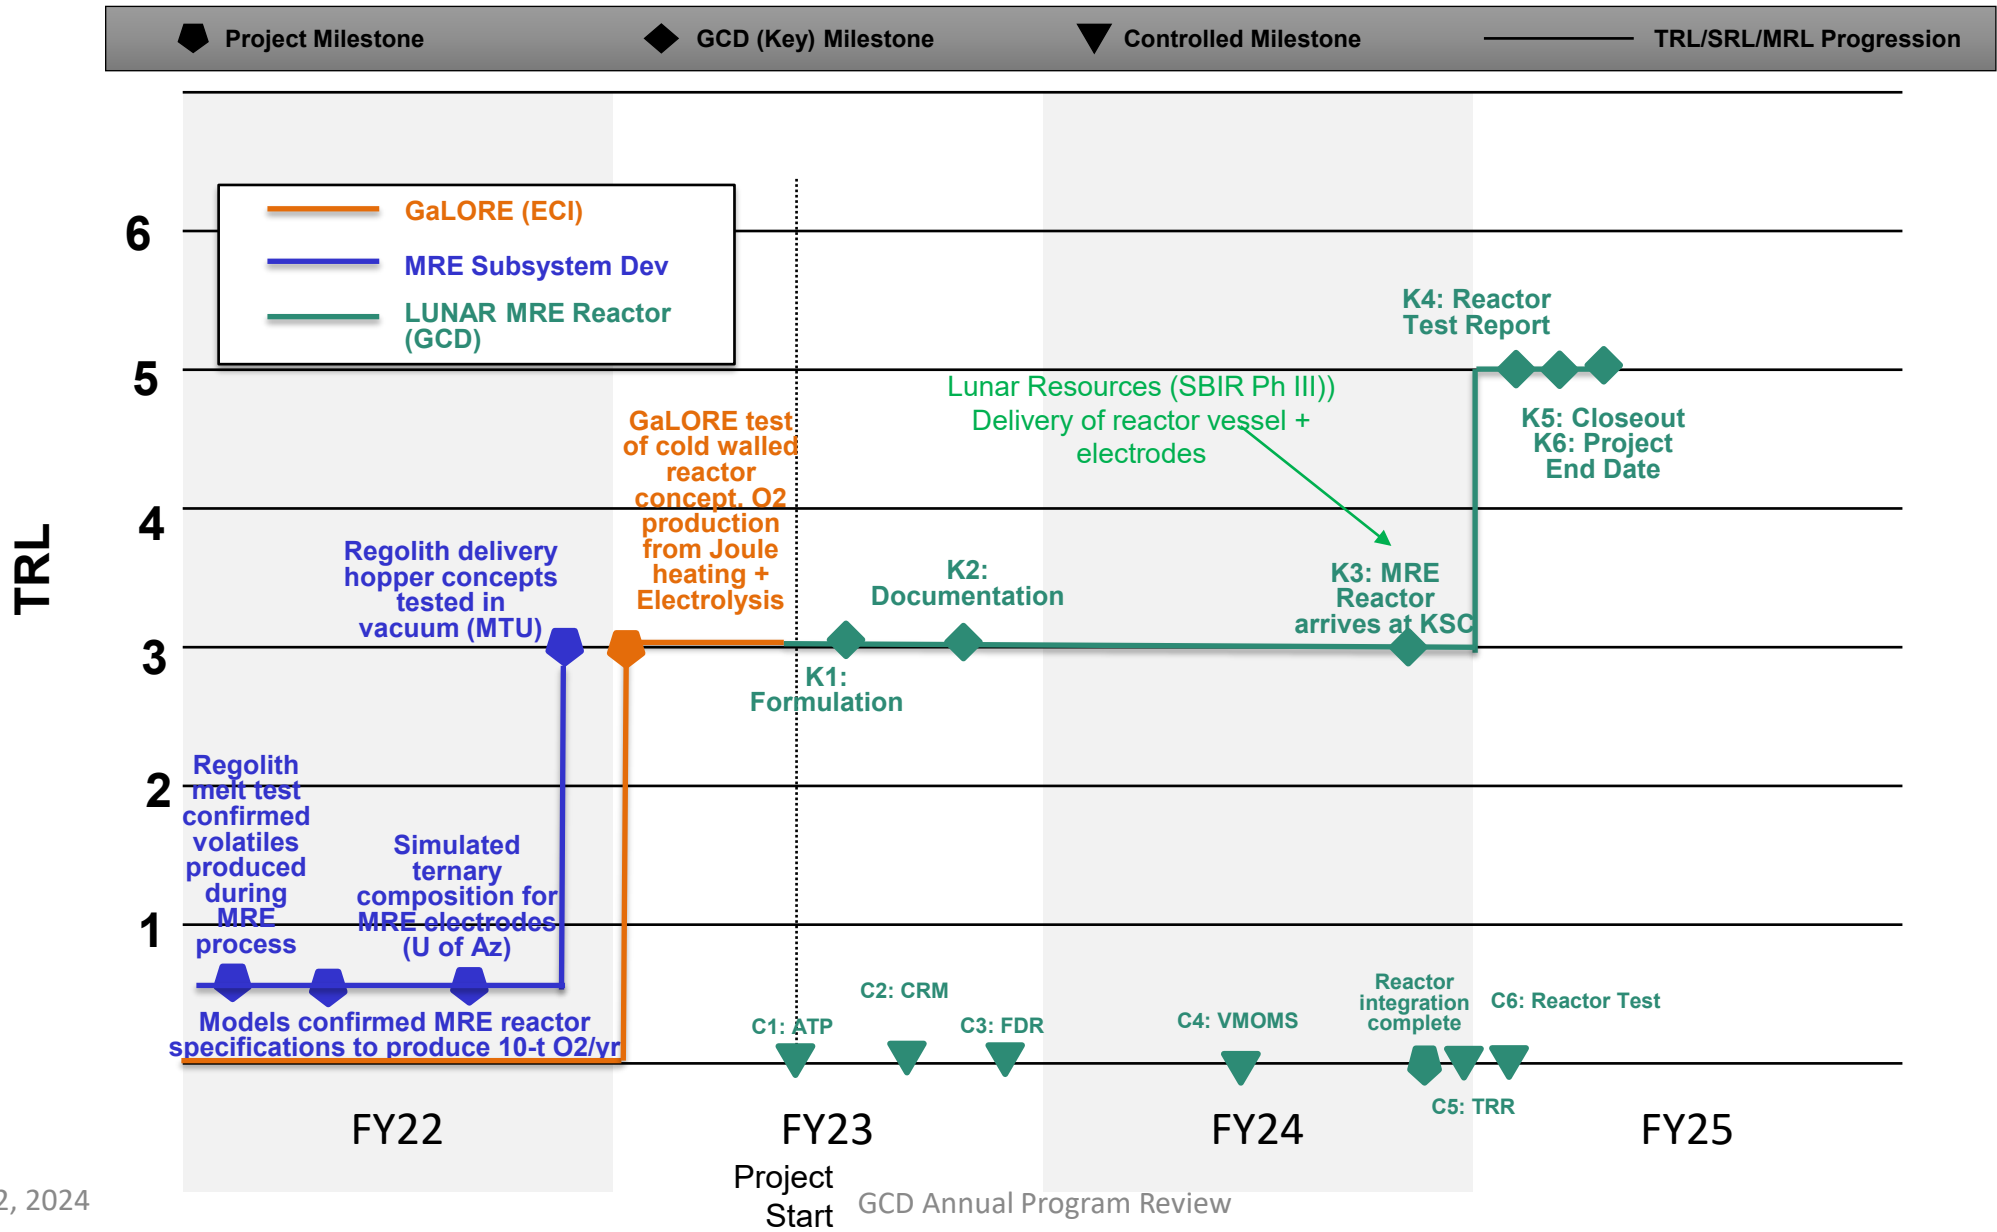 Project Milestone
GCD (Key) Milestone
Controlled Milestone
TRL/SRL/MRL Progression
GaLORE (ECI)
MRE Subsystem Dev
LUNAR MRE Reactor
(GCD)
TRL
6
5
4
3
2
1
K4: Reactor
Test Report
K5: Closeout
K6: Project
End Date
Lunar Resources (SBIR Ph III))
Delivery of reactor vessel +
electrodes
GaLORE test
of cold walled
reactor
concept. O2
production
from Joule
heating +
Electrolysis
Regolith delivery
hopper concepts
tested in
vacuum (MTU)
K2:
Documentation
K3: MRE
Reactor
arrives at KSC
K1:
Formulation
Regolith
melt test
confirmed
volatiles
produced
during
MRE
process
Simulated
ternary
composition for
MRE electrodes
(U of Az)
Models confirmed MRE reactor
specifications to produce 10-t O2/yr
C1: ATP
C2: CRM
C3: FDR
C4: VMOMS
Reactor
integration
complete
C6: Reactor Test
C5: TRR
FY22
FY23
FY24
FY25
Project
Start
2, 2024
GCD Annual Program Review